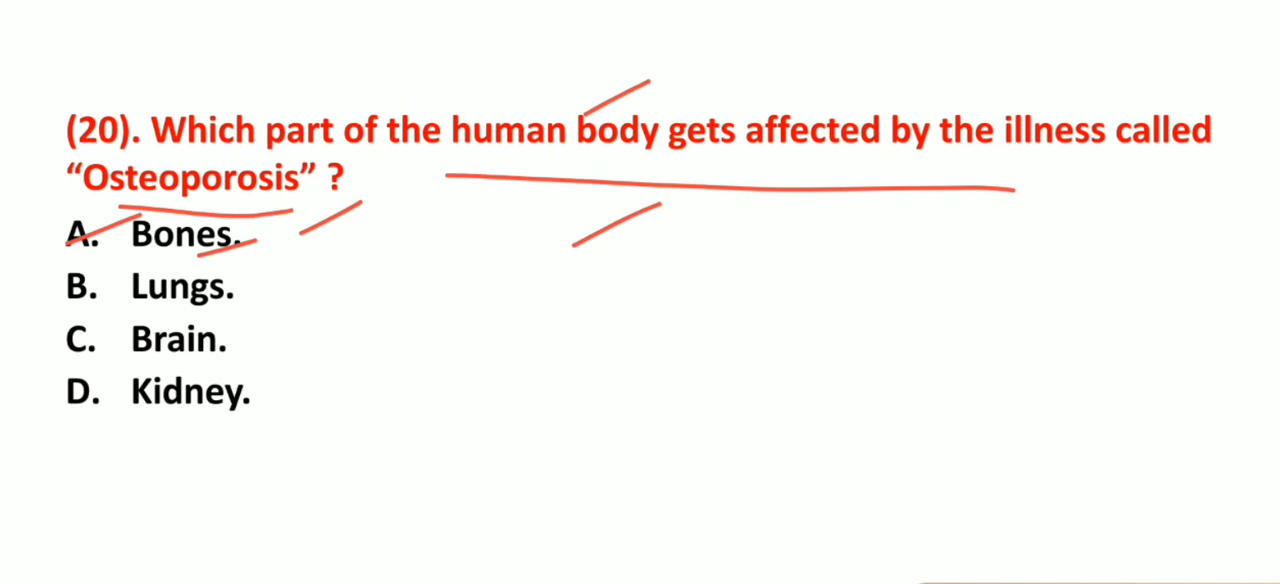 (20). Which part of the human body gets affected by the illness called
“Osteoporosis” ?
A. Bones.
B. Lungs.
C. Brain.
D. Kidney.